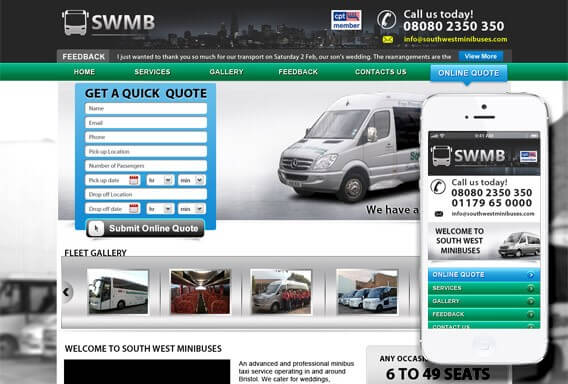 SWMB
cpt
member
Call us today!
08080 2350 350
info@southwestminibuses.com
FEEDBACK
I just wanted to thank you so much for our transport on Saturday 2 Feb, our son's wedding. The rearrangements are the
View More
HOME
SERVICES
GALLERY
FEEDBACK
CONTACTS US
ONLINE QUOTE
GET A QUICK QUOTE
Name
Email
Phone
Pick up Location
Number of Passengers
Pick up date
hr
min
Drop off Location
Drop off date
hr
min
Submit Online Quote
We have a
FLEET GALLERY
WELCOME TO SOUTH WEST MINIBUSES
An advanced and professional minibus
taxi service operating in and around
Bristol. We cater for weddings,
ANY OCCASION
6 TO 49 SEATS
9:41 AM
SWMB
cpt
Call us today!
08080 2350 350
01179 65 0000
info@southwestminibuses.com
WELCOME TO
SOUTH WEST
MINIBUSES
ONLINE QUOTE
SERVICES
GALLERY
FEEDBACK
CONTACT US